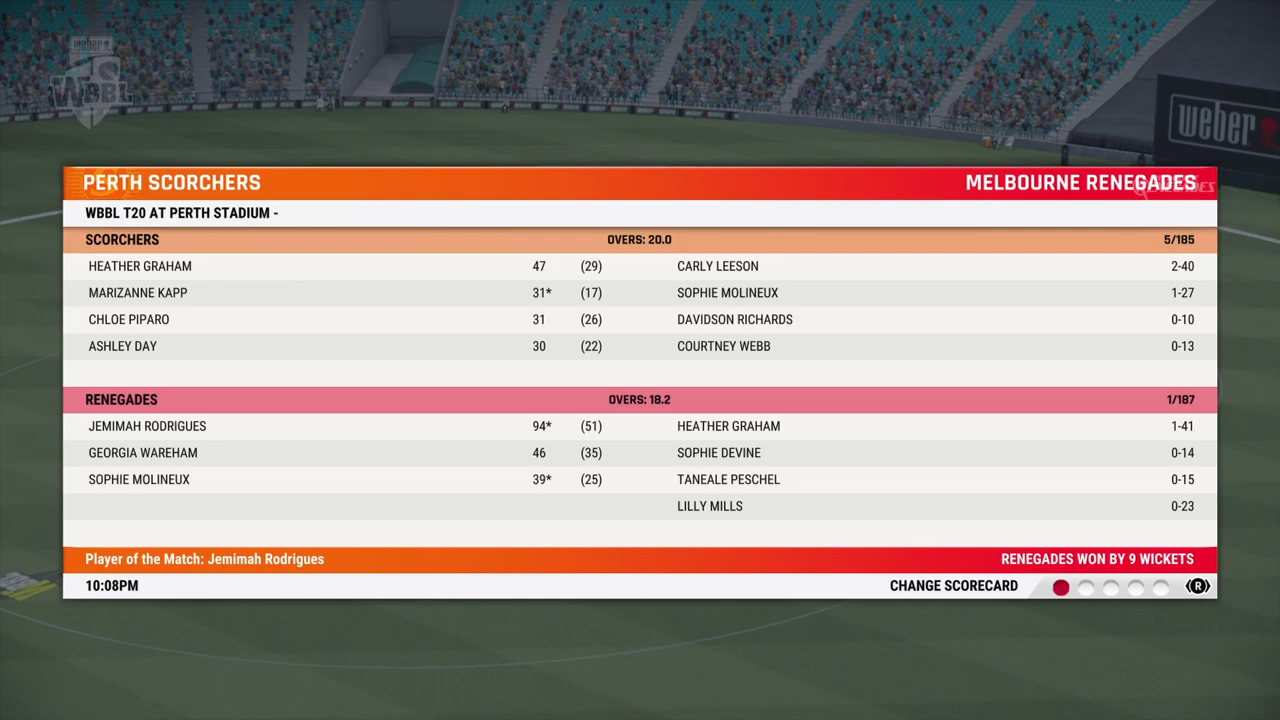 weber
WBBL
weber
PERTH SCORCHERS MELBOURNE RENEGADES
RENEGADES
WBBL T20 AT PERTH STADIUM -
SCORCHERS OVERS: 20.0 5/185
HEATHER GRAHAM 47 (29) CARLY LEESON 2-40
MARIZANNE KAPP 31* (17) SOPHIE MOLINEUX 1-27
CHLOE PIPARO 31 (26) DAVIDSON RICHARDS 0-10
ASHLEY DAY 30 (22) COURTNEY WEBB 0-13
RENEGADES OVERS: 18.2 1/187
JEMIMAH RODRIGUES 94* (51) HEATHER GRAHAM 1-41
GEORGIA WAREHAM 46 (35) SOPHIE DEVINE 0-14
SOPHIE MOLINEUX 39* (25) TANEALE PESCHEL 0-15
LILLY MILLS 0-23
Player of the Match: Jemimah Rodrigues RENEGADES WON BY 9 WICKETS
10:08PM CHANGE SCORECARD R